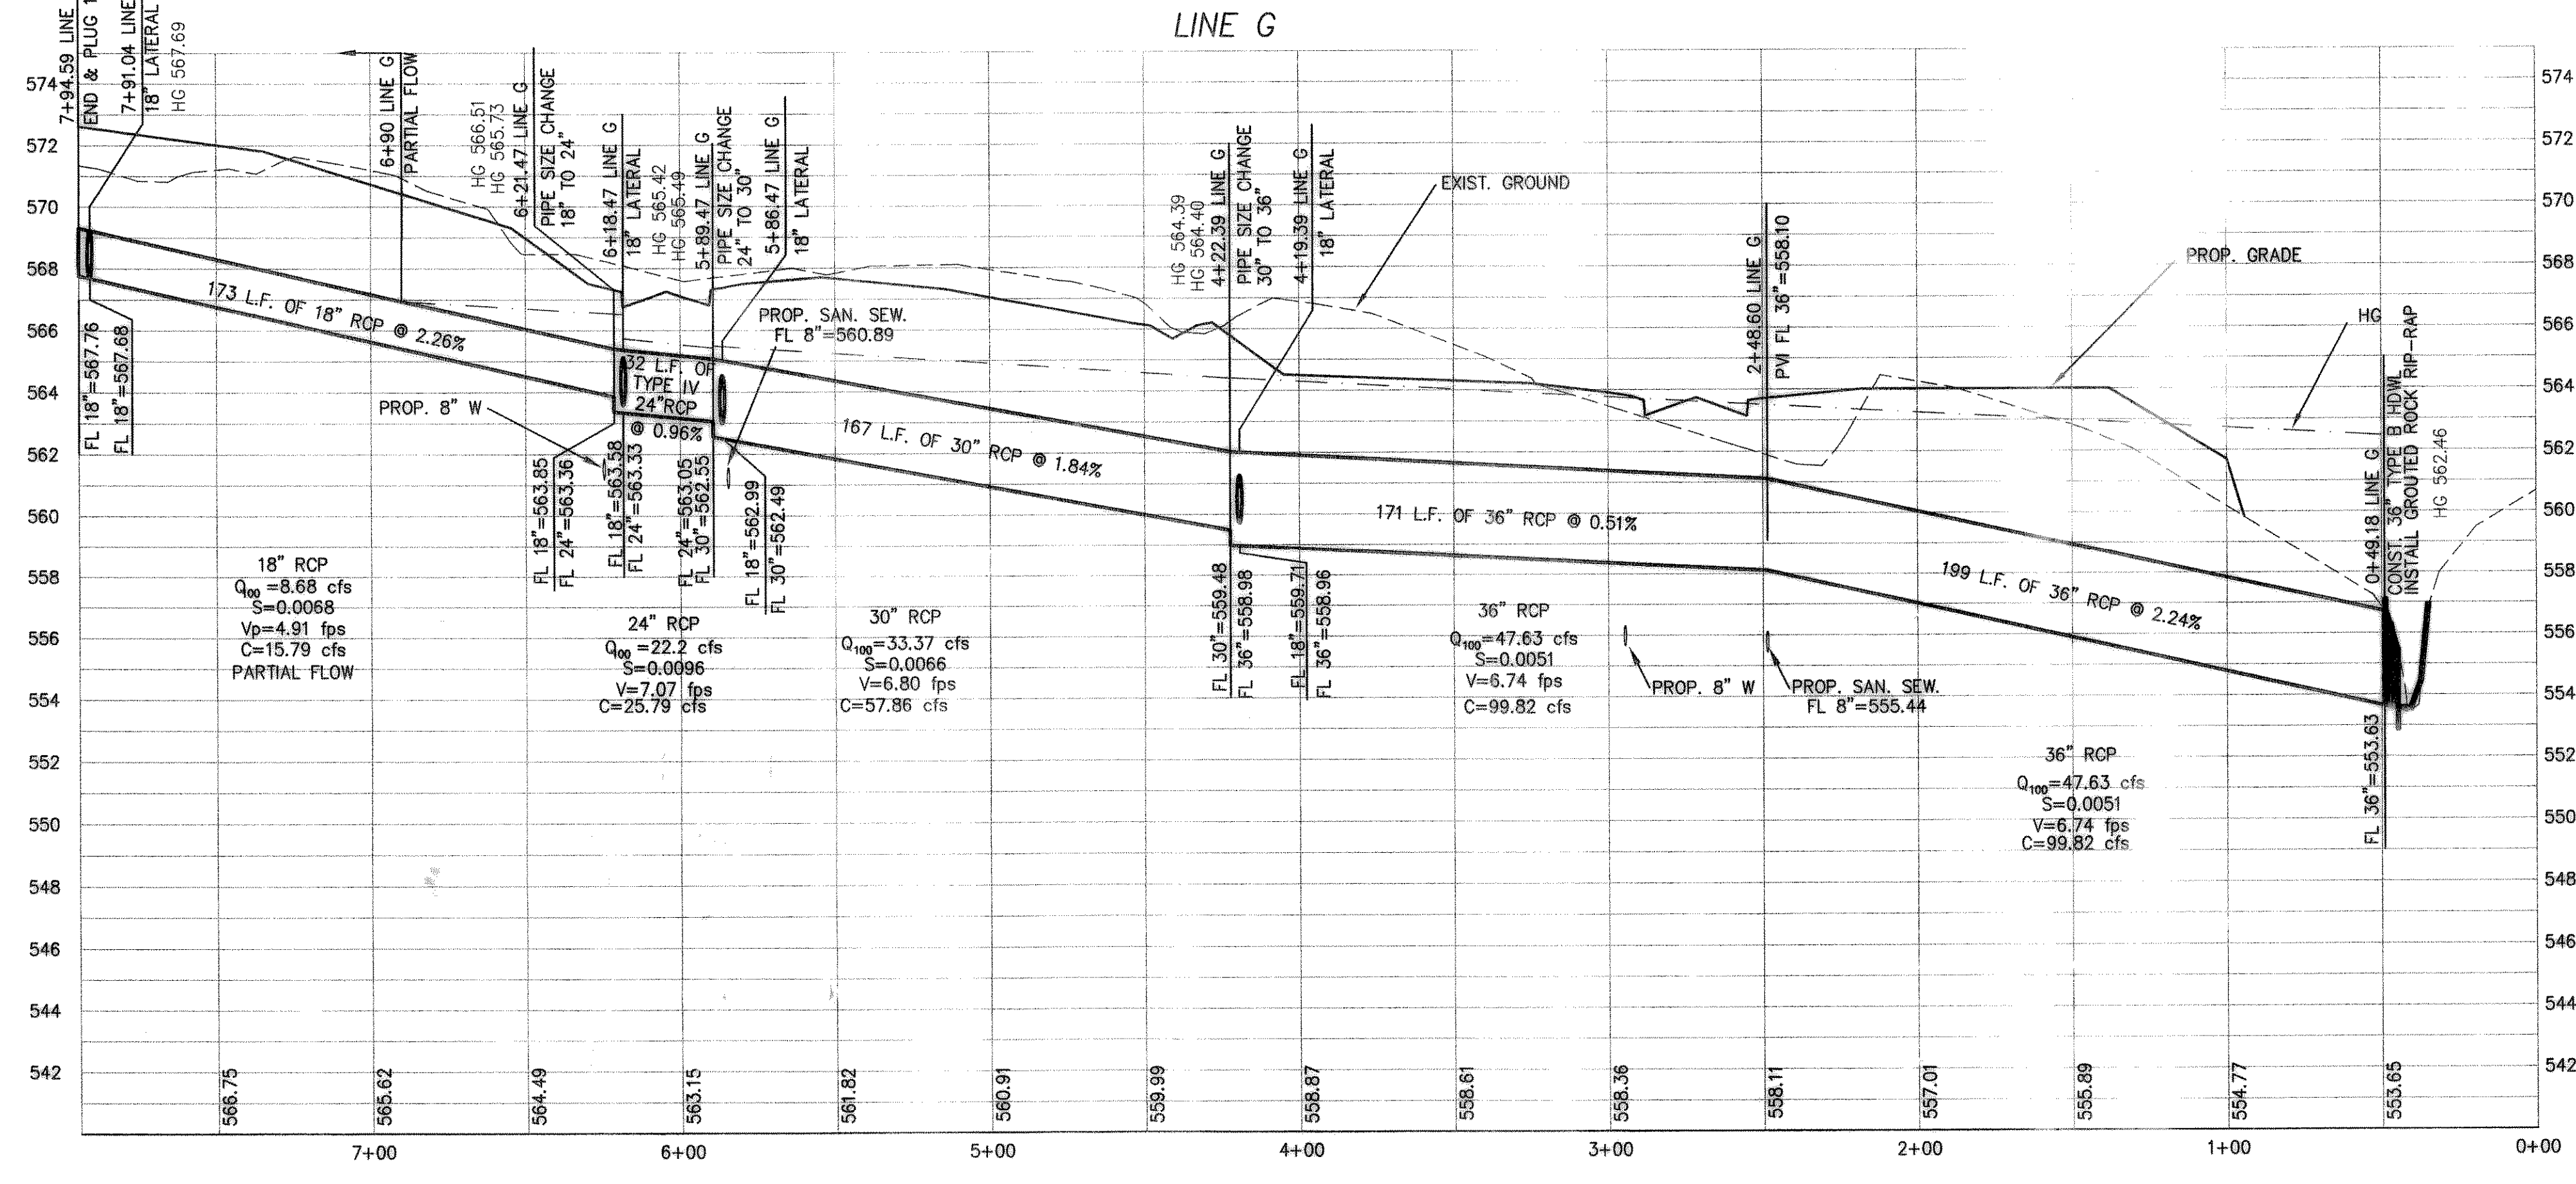 LINE G
7+94.59 LINE
END & PLUG 1
7+91.04 LINE
18" LATERAL
HG 567.69
6+90 LINE G
PARTIAL FLOW
HG 566.51
HG 565.73
6+21.47 LINE G
PIPE SIZE CHANGE
18" TO 24"
6+18.47 LINE G
18" LATERAL
HG 565.42
HG 565.49
5+89.47 LINE G
PIPE SIZE CHANGE
24" TO 30"
5+86.47 LINE G
18" LATERAL
HG 564.39
HG 564.40
4+22.39 LINE G
PIPE SIZE CHANGE
30" TO 36"
4+19.39 LINE G
18" LATERAL
EXIST. GROUND
2+48.60 LINE G
PVI FL 36"=558.10
PROP. GRADE
HG
0+49.18 LINE G
CONST. 36" TYPE B HDWL
INSTALL GROUTED ROCK RIP-RAP
HG 562.46
574
572
570
568
566
564
562
560
558
556
554
552
550
548
546
544
542
574
572
570
568
566
564
562
560
558
556
554
552
550
548
546
544
542
173 L.F. OF 18" RCP @ 2.26%
FL 18"=567.76
FL 18"=567.68
PROP. 8" W
32 L.F. OF
TYPE IV
24"RCP
@ 0.96%
PROP. SAN. SEW.
FL 8"=560.89
167 L.F. OF 30" RCP @ 1.84%
171 L.F. OF 36" RCP @ 0.51%
199 L.F. OF 36" RCP @ 2.24%
FL 18"=563.85
FL 24"=563.36
FL 18"=563.58
FL 24"=563.33
FL 24"=563.05
FL 30"=562.55
FL 18"=562.99
FL 30"=562.49
FL 30"=559.48
FL 36"=558.98
FL 18"=559.71
FL 36"=558.96
FL 36"=553.63
18" RCP
Q100=8.68 cfs
S=0.0068
Vp=4.91 fps
C=15.79 cfs
PARTIAL FLOW
24" RCP
Q100=22.2 cfs
S=0.0096
V=7.07 fps
C=25.79 cfs
30" RCP
Q100=33.37 cfs
S=0.0066
V=6.80 fps
C=57.86 cfs
36" RCP
Q100=47.63 cfs
S=0.0051
V=6.74 fps
C=99.82 cfs
PROP. 8" W
PROP. SAN. SEW.
FL 8"=555.44
36" RCP
Q100=47.63 cfs
S=0.0051
V=6.74 fps
C=99.82 cfs
566.75
565.62
564.49
563.15
561.82
560.91
559.99
558.87
558.61
558.36
558.11
557.01
555.89
554.77
553.65
7+00
6+00
5+00
4+00
3+00
2+00
1+00
0+00